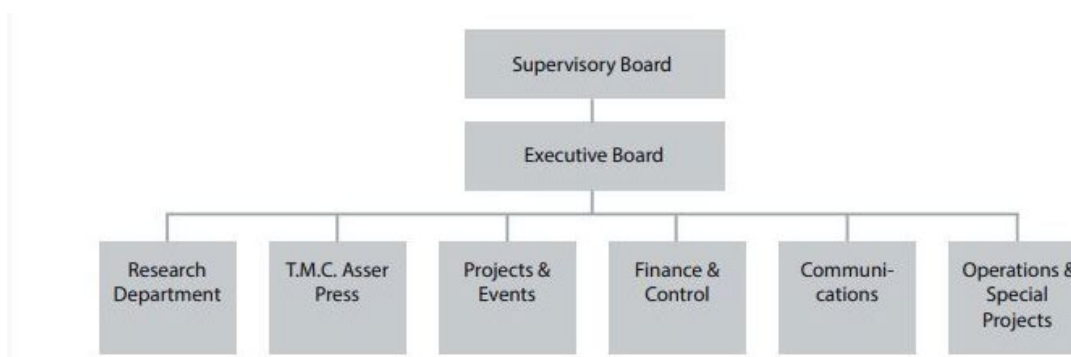 Supervisory Board
Executive Board
Research
Department
T.M.C. Asser
Press
Projects &
Events
Finance &
Control
Communi-
cations
Operations &
Special
Projects